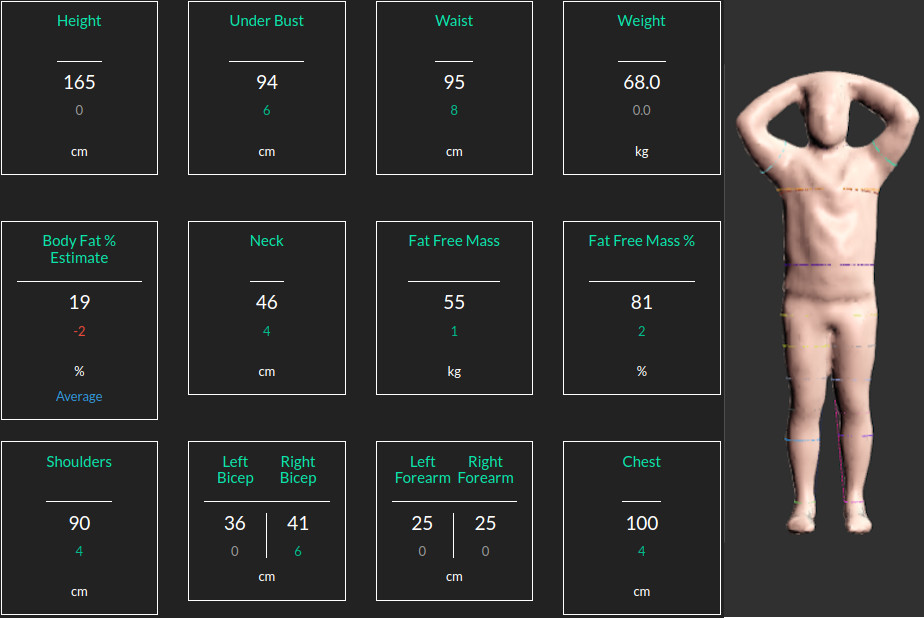 Height
165
0
cm
Under Bust
94
6
cm
Waist
95
8
cm
Weight
68.0
0.0
kg
Body Fat %
Estimate
19
-2
%
Average
Neck
46
4
cm
Fat Free Mass
55
1
kg
Fat Free Mass %
81
2
%
Shoulders
90
4
cm
Left Right
Bicep Bicep
36 41
0 6
cm
Left Right
Forearm Forearm
25 25
0 0
cm
Chest
100
4
cm